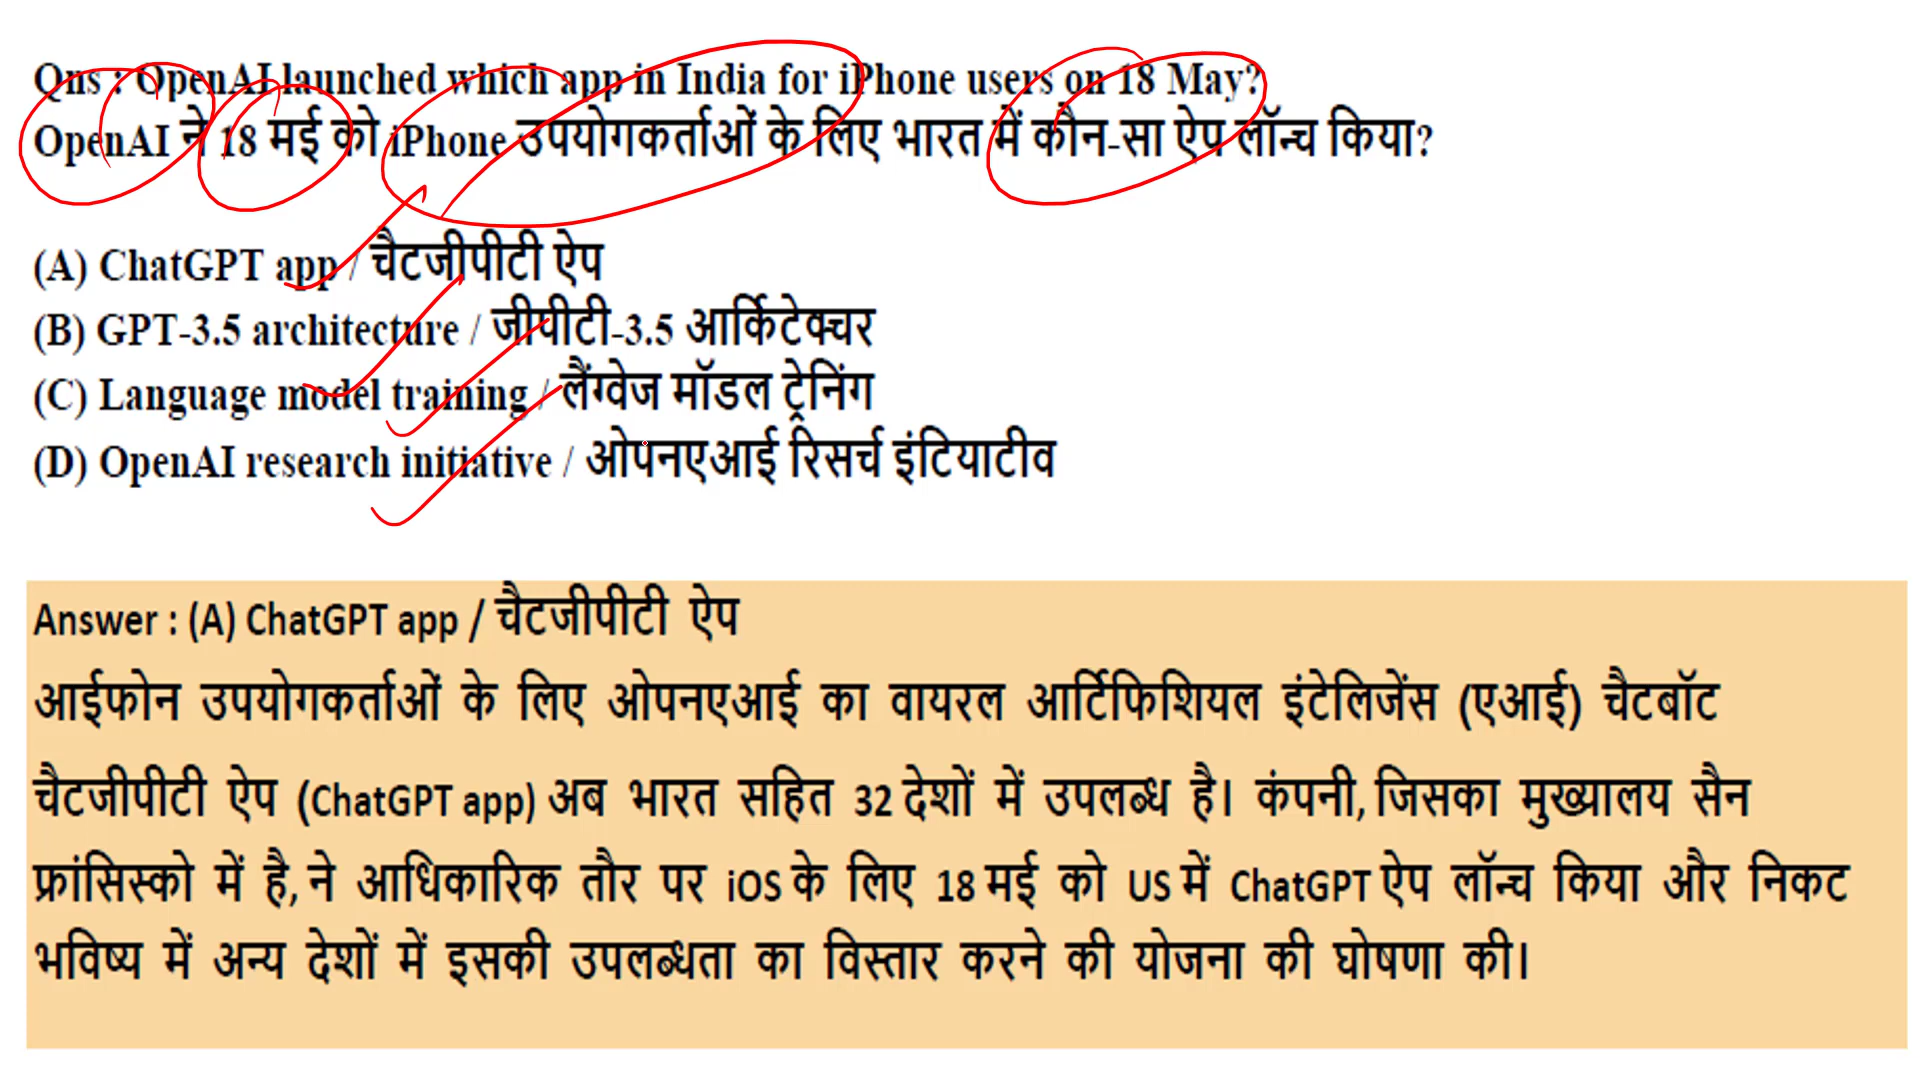 Qns : OpenAI launched which app in India for iPhone users on 18 May?
OpenAI ने 18 मई को iPhone उपयोगकर्ताओं के लिए भारत में कौन-सा ऐप लॉन्च किया?
(A) ChatGPT app / चैटजीपीटी ऐप
(B) GPT-3.5 architecture / जीपीटी-3.5 आर्किटेक्चर
(C) Language model training / लैंग्वेज मॉडल ट्रेनिंग
(D) OpenAI research initiative / ओपनएआई रिसर्च इंटियाटीव
Answer : (A) ChatGPT app / चैटजीपीटी ऐप
आईफोन उपयोगकर्ताओं के लिए ओपनएआई का वायरल आर्टिफिशियल इंटेलिजेंस (एआई) चैटबॉट
चैटजीपीटी ऐप (ChatGPT app) अब भारत सहित 32 देशों में उपलब्ध है। कंपनी, जिसका मुख्यालय सैन
फ्रांसिस्को में है, ने आधिकारिक तौर पर iOS के लिए 18 मई को US में ChatGPT ऐप लॉन्च किया और निकट
भविष्य में अन्य देशों में इसकी उपलब्धता का विस्तार करने की योजना की घोषणा की।